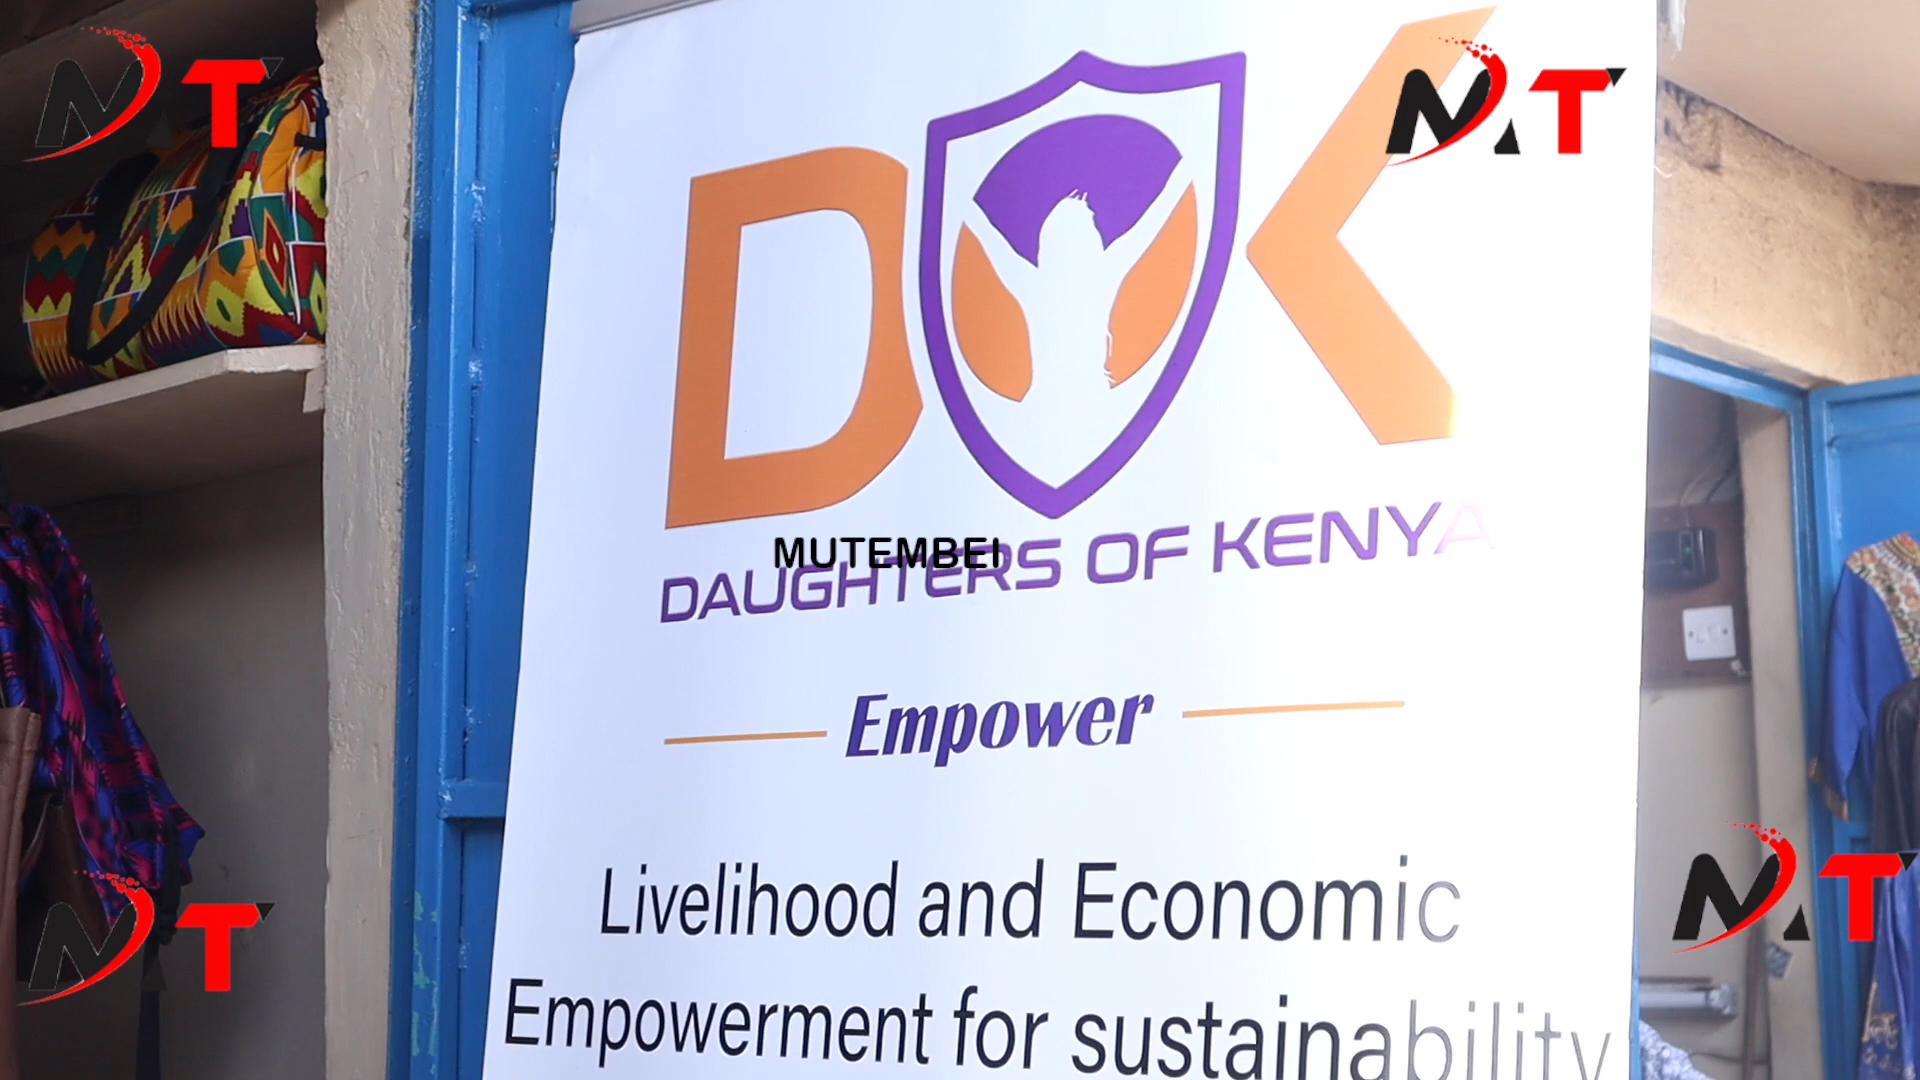 MT
MT
DOK
MUTEMBEI
DAUGHTERS OF KENYA
Empower
Livelihood and Economic
Empowerment for sustainability
MT
MT